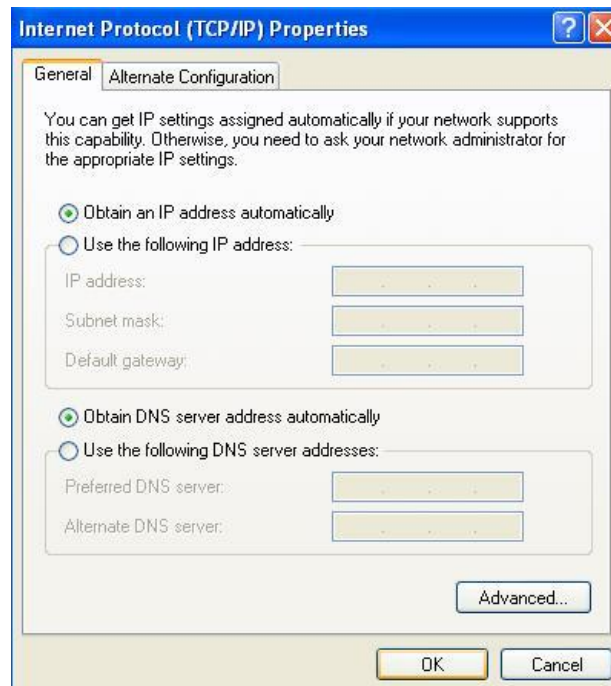 Internet Protocol (TCP/IP) Properties
General
Alternate Configuration
You can get IP settings assigned automatically if your network supports
this capability. Otherwise, you need to ask your network administrator for
the appropriate IP settings.
Obtain an IP address automatically
Use the following IP address:
IP address:
Subnet mask:
Default gateway:
Obtain DNS server address automatically
Use the following DNS server addresses:
Preferred DNS server:
Alternate DNS server:
Advanced...
OK
Cancel